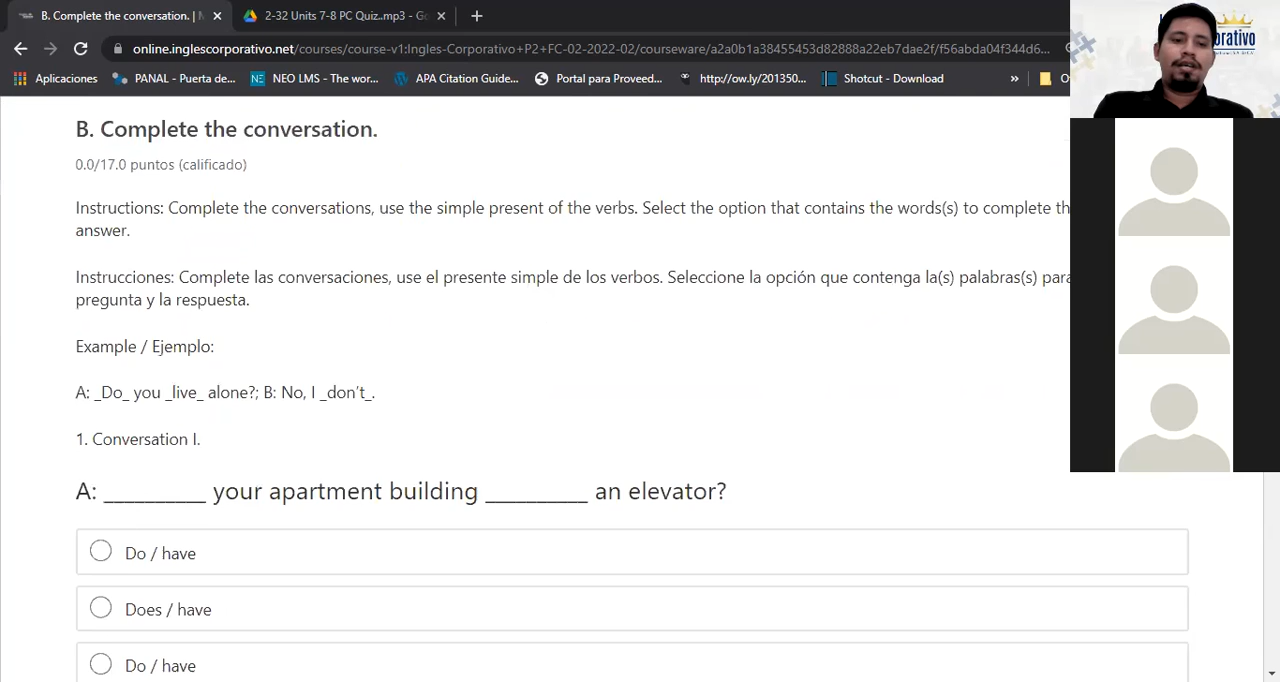 B. Complete the conversation. |
2-32 Units 7-8 PC Quiz..mp3 - G
online.inglescorporativo.net/courses/course-v1:Ingles-Corporativo+P2+FC-02-2022-02/courseware/a2a0b1a38455453d82888a22eb7dae2f/f56abda04f344d6...
Aplicaciones PANAL - Puerta de... NEO LMS - The wor... APA Citation Guide... Portal para Proveed... http://ow.ly/201350... Shotcut - Download » O
orativo
B. Complete the conversation.
0.0/17.0 puntos (calificado)
Instructions: Complete the conversations, use the simple present of the verbs. Select the option that contains the words(s) to complete th
answer.
Instrucciones: Complete las conversaciones, use el presente simple de los verbos. Seleccione la opción que contenga la(s) palabras(s) para
pregunta y la respuesta.
Example / Ejemplo:
A: _Do_ you _live_ alone?; B: No, I _don't_.
1. Conversation I.
A: __________ your apartment building __________ an elevator?
Do / have
Does / have
Do / have